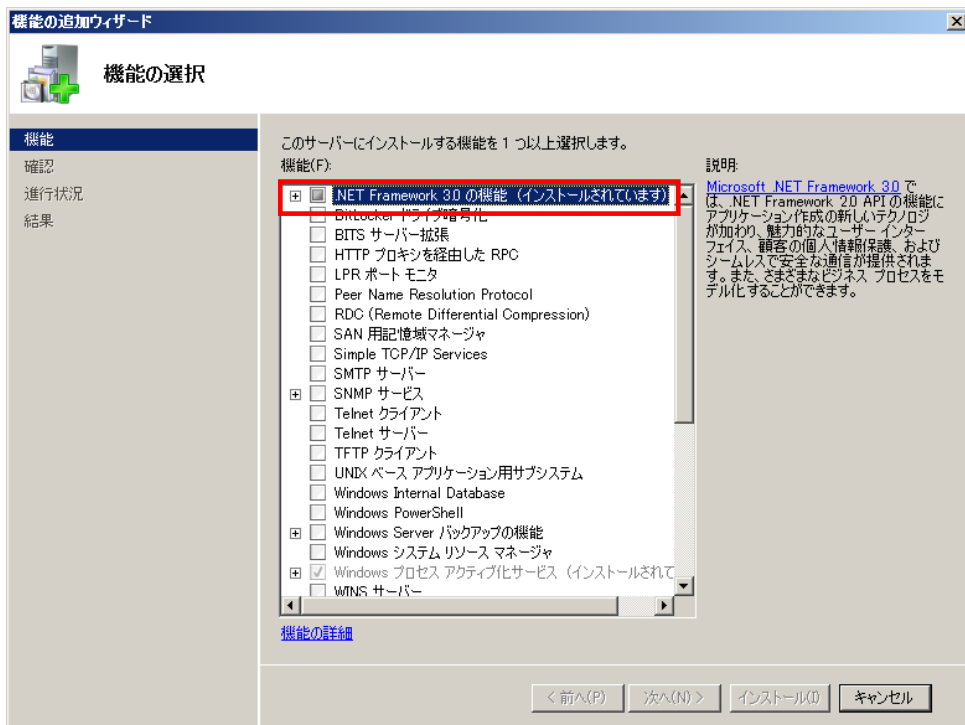 機能の追加ウィザード
機能の選択
機能
確認
進行状況
結果
このサーバーにインストールする機能を 1 つ以上選択します。
機能(F):
.NET Framework 3.0 の機能 (インストールされています)
BitLocker ドライブ暗号化
BITS サーバー拡張
HTTP プロキシを経由した RPC
LPR ポート モニタ
Peer Name Resolution Protocol
RDC (Remote Differential Compression)
SAN 用記憶域マネージャ
Simple TCP/IP Services
SMTP サーバー
SNMP サービス
Telnet クライアント
Telnet サーバー
TFTP クライアント
UNIX ベース アプリケーション用サブシステム
Windows Internal Database
Windows PowerShell
Windows Server バックアップの機能
Windows システム リソース マネージャ
Windows プロセス アクティブ化サービス (インストールされて
WINS サーバー
機能の詳細
説明:
Microsoft .NET Framework 3.0 で
は、.NET Framework 2.0 API の機能に
アプリケーション作成の新しいテクノロジ
が加わり、魅力的なユーザー インター
フェイス、顧客の個人情報保護、および
シームレスで安全な通信が提供されま
す。また、さまざまなビジネス プロセスをモ
デル化することができます。
< 前へ(P)
次へ(N) >
インストール(I)
キャンセル